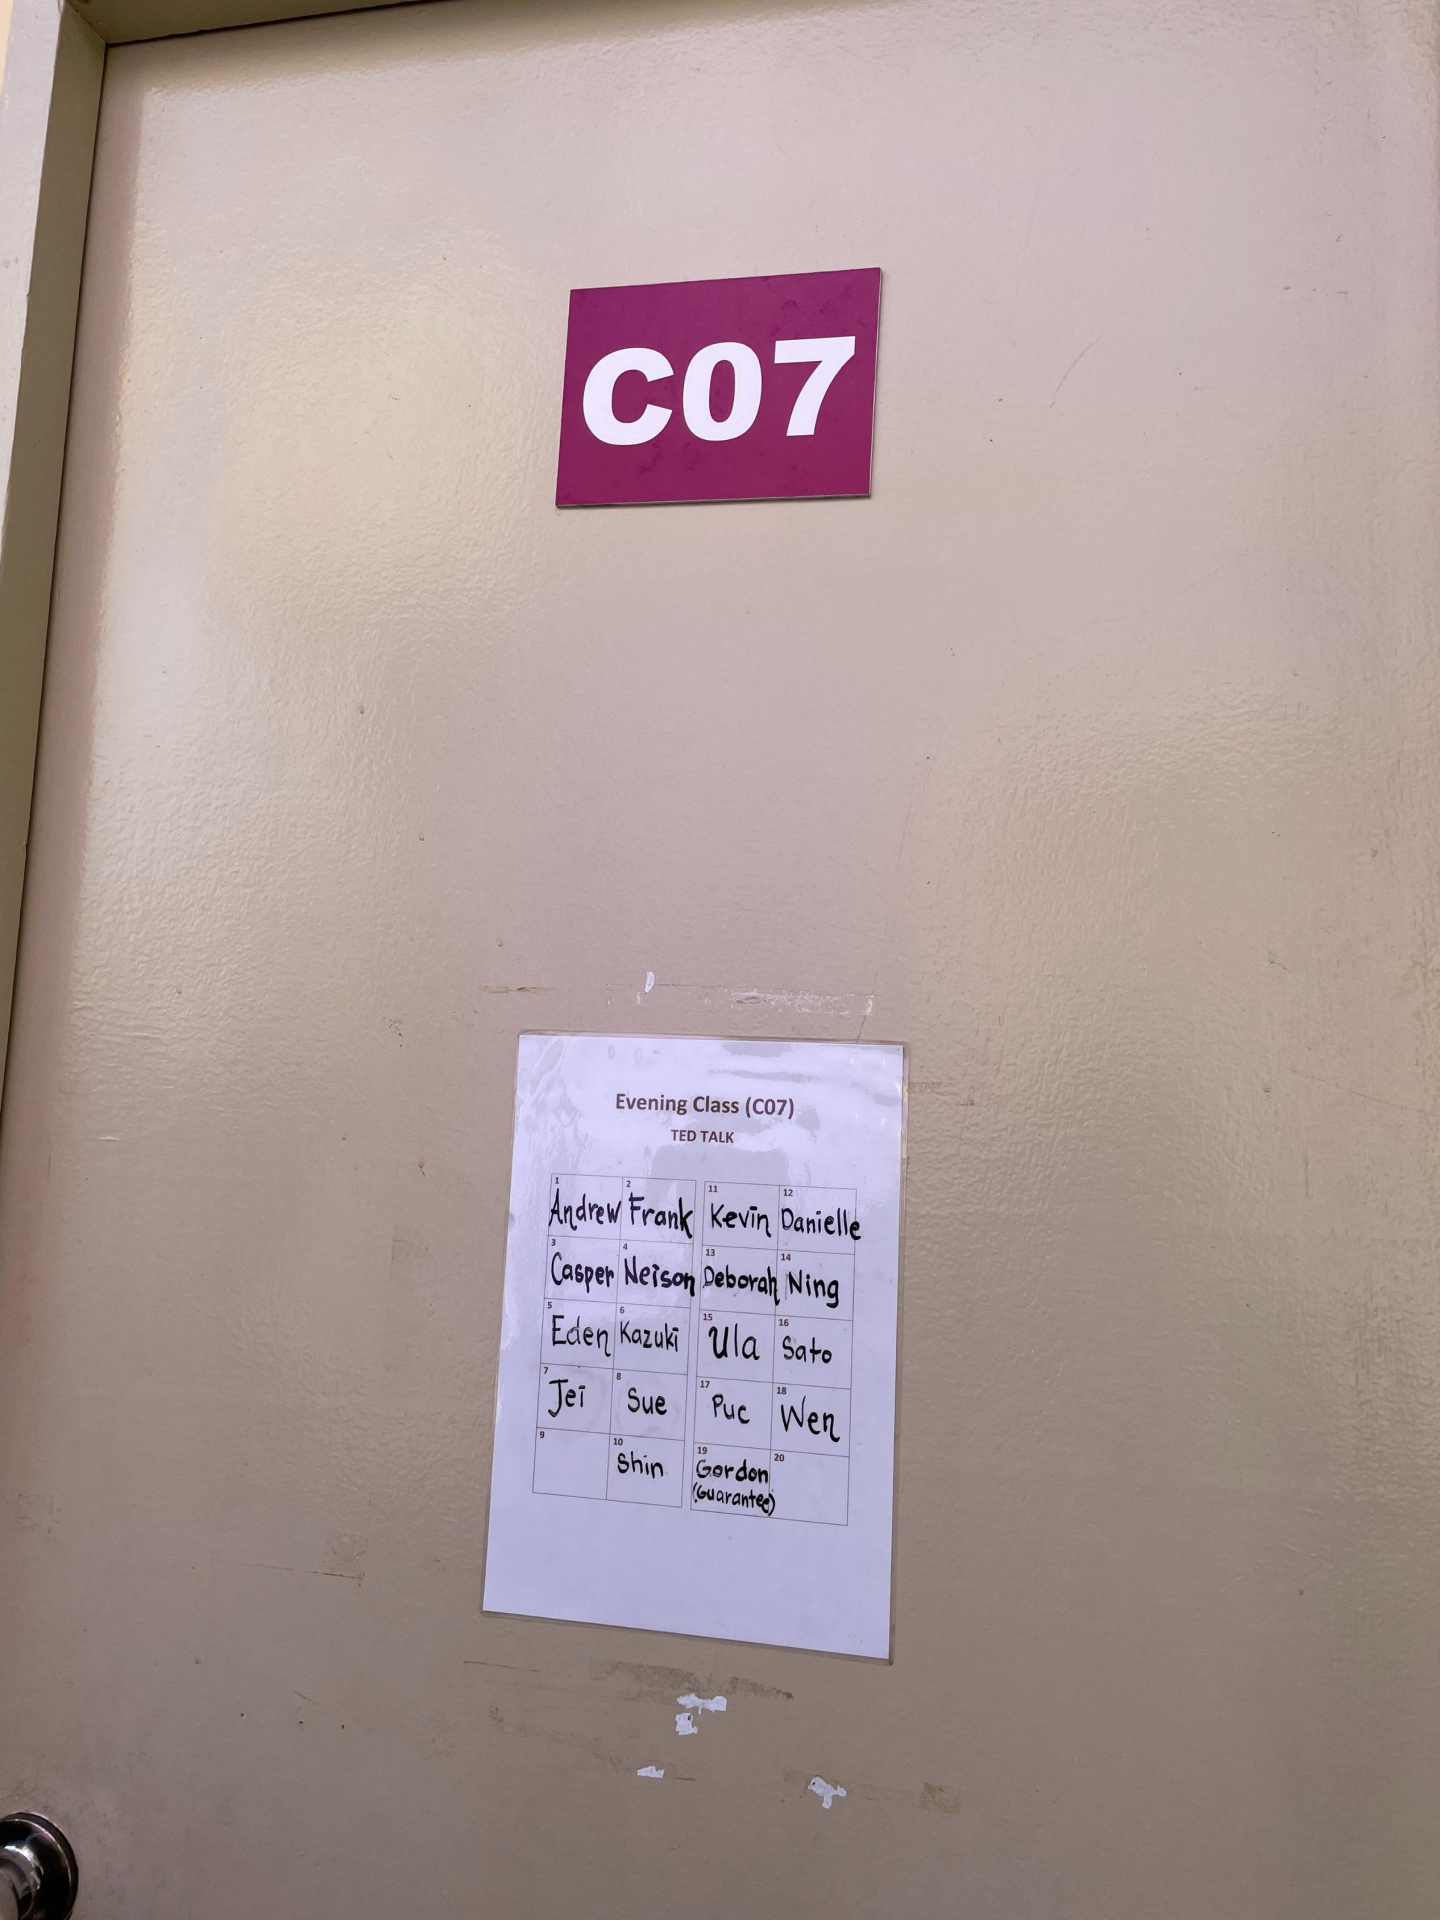 C07
Evening Class (C07)
TED TALK
1 2 11 12
Andrew Frank Kevin Danielle
3 4 13 14
Casper Neison Deborah Ning
5 6 15 16
Eden Kazuki Ula Sato
7 8 17 18
Jei Sue Puc Wen
9 10 19 20
Shin Gordon
(Guarantee)